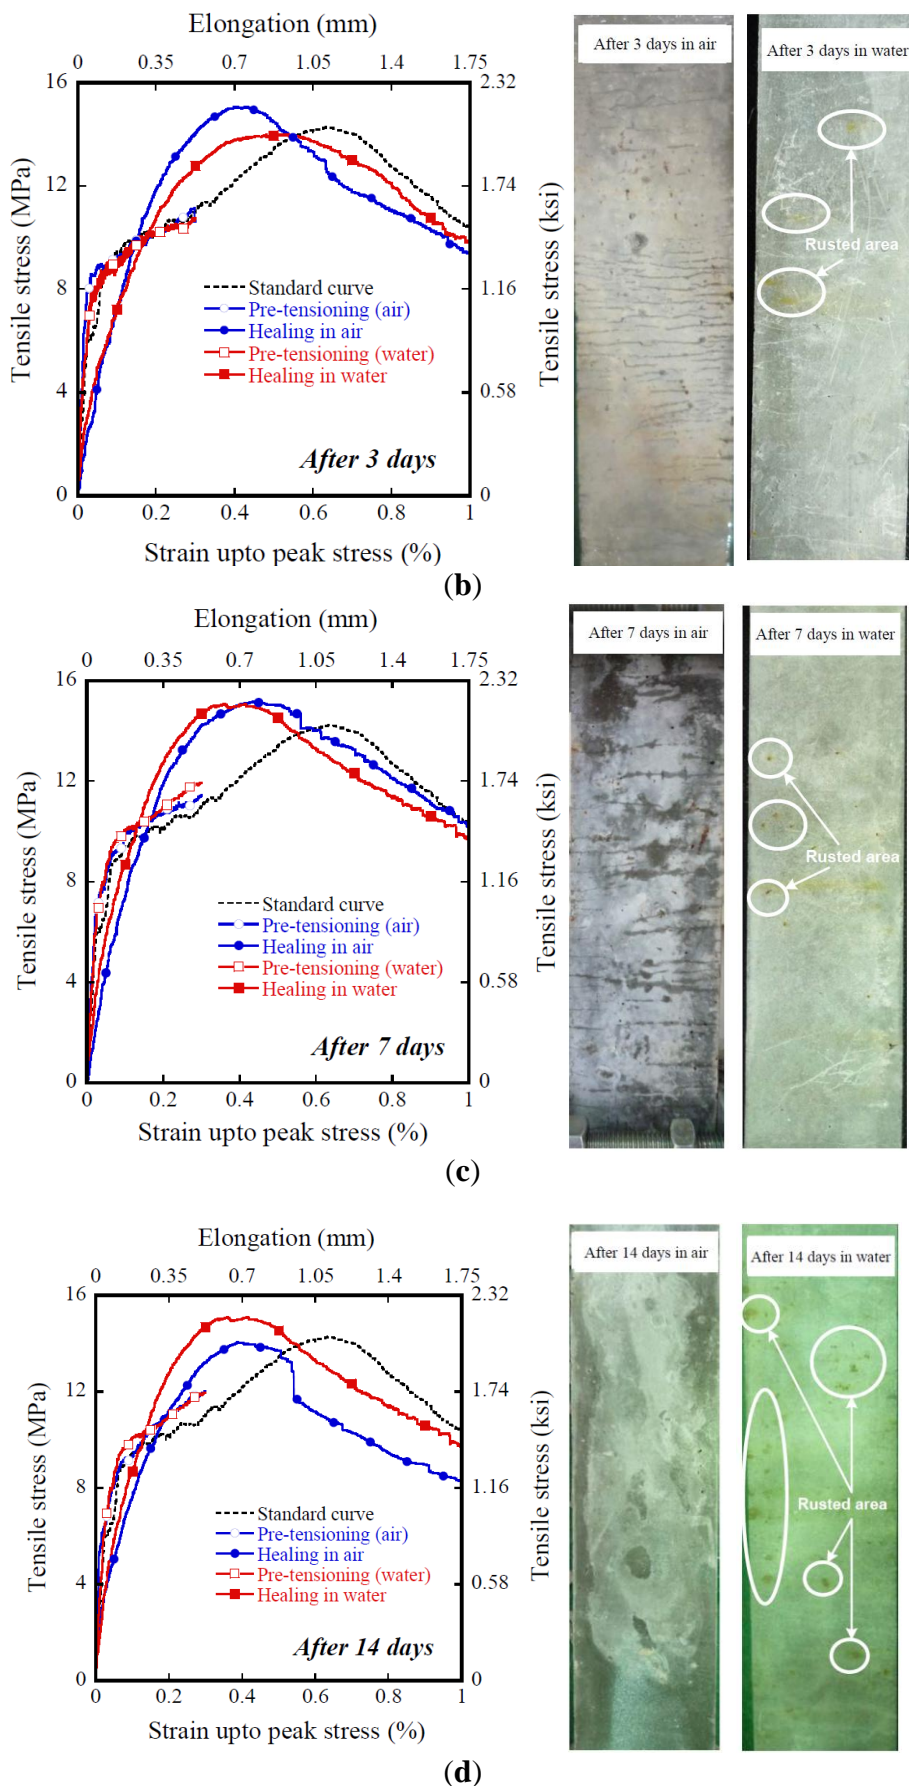 Elongation (mm)
0 0.35 0.7 1.05 1.4 1.75
16 2.32
12 1.74
8 1.16
4 0.58
0 0
Tensile stress (MPa)
Tensile stress (ksi)
Standard curve
Pre-tensioning (air)
Healing in air
Pre-tensioning (water)
Healing in water
After 3 days
0 0.2 0.4 0.6 0.8 1
Strain upto peak stress (%)
After 3 days in air
After 3 days in water
Rusted area
(b)
Elongation (mm)
0 0.35 0.7 1.05 1.4 1.75
16 2.32
12 1.74
8 1.16
4 0.58
0 0
Tensile stress (MPa)
Tensile stress (ksi)
Standard curve
Pre-tensioning (air)
Healing in air
Pre-tensioning (water)
Healing in water
After 7 days
0 0.2 0.4 0.6 0.8 1
Strain upto peak stress (%)
After 7 days in air
After 7 days in water
Rusted area
(c)
Elongation (mm)
0 0.35 0.7 1.05 1.4 1.75
16 2.32
12 1.74
8 1.16
4 0.58
0 0
Tensile stress (MPa)
Tensile stress (ksi)
Standard curve
Pre-tensioning (air)
Healing in air
Pre-tensioning (water)
Healing in water
After 14 days
0 0.2 0.4 0.6 0.8 1
Strain upto peak stress (%)
After 14 days in air
After 14 days in water
Rusted area
(d)